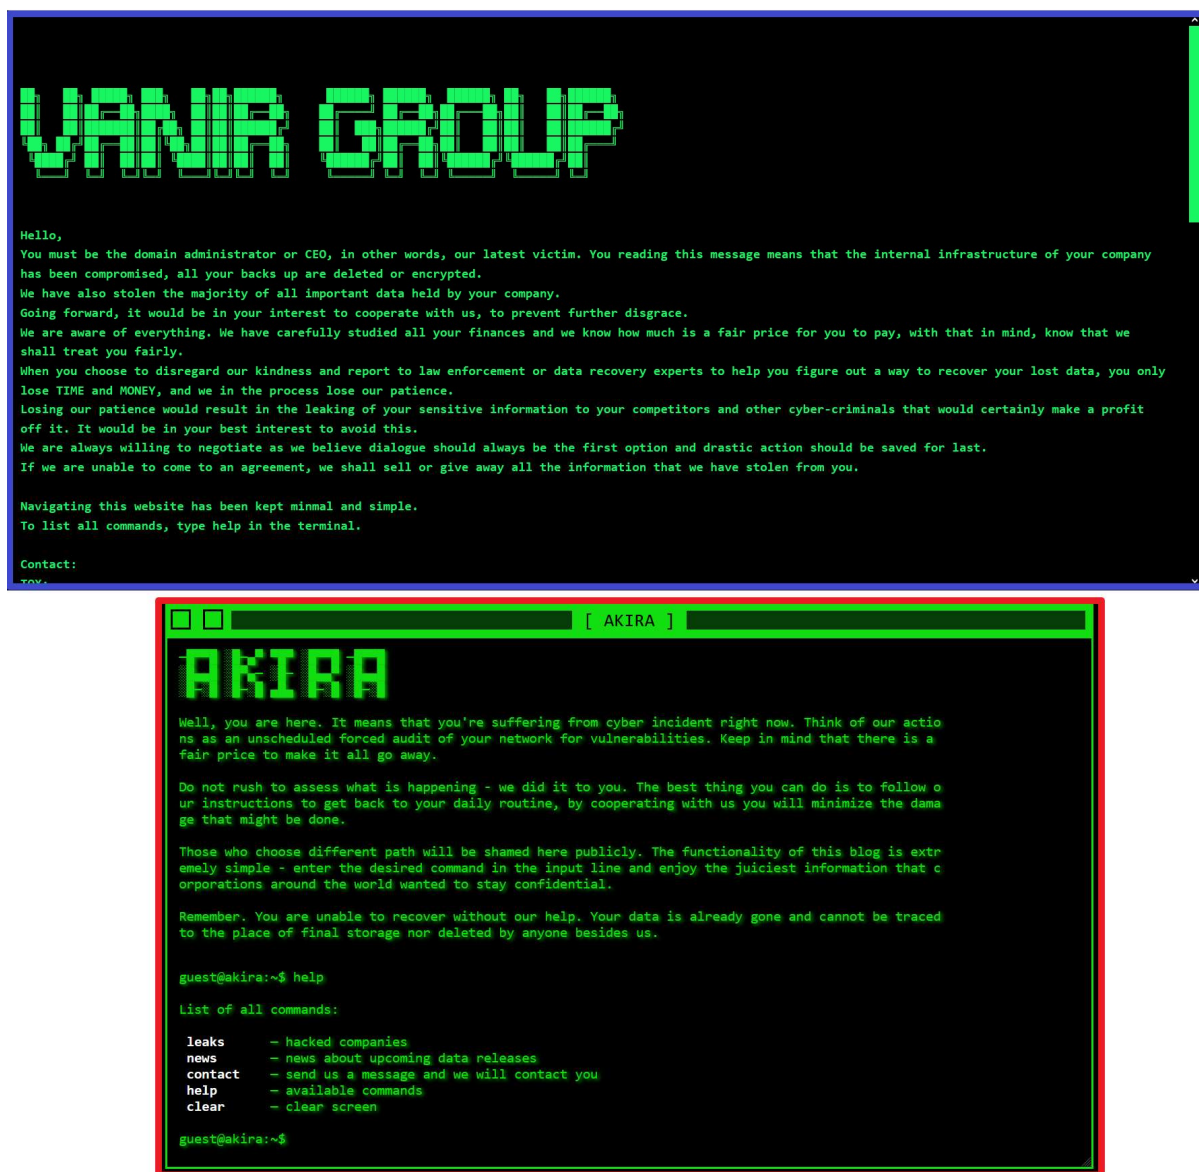 VANIR GROUP
Hello,
You must be the domain administrator or CEO, in other words, our latest victim. You reading this message means that the internal infrastructure of your company
has been compromised, all your backs up are deleted or encrypted.
We have also stolen the majority of all important data held by your company.
Going forward, it would be in your interest to cooperate with us, to prevent further disgrace.
We are aware of everything. We have carefully studied all your finances and we know how much is a fair price for you to pay, with that in mind, know that we
shall treat you fairly.
When you choose to disregard our kindness and report to law enforcement or data recovery experts to help you figure out a way to recover your lost data, you only
lose TIME and MONEY, and we in the process lose our patience.
Losing our patience would result in the leaking of your sensitive information to your competitors and other cyber-criminals that would certainly make a profit
off it. It would be in your best interest to avoid this.
We are always willing to negotiate as we believe dialogue should always be the first option and drastic action should be saved for last.
If we are unable to come to an agreement, we shall sell or give away all the information that we have stolen from you.
Navigating this website has been kept minmal and simple.
To list all commands, type help in the terminal.
Contact:
TOX:
[ AKIRA ]
AKIRA
Well, you are here. It means that you're suffering from cyber incident right now. Think of our actio
ns as an unscheduled forced audit of your network for vulnerabilities. Keep in mind that there is a
fair price to make it all go away.
Do not rush to assess what is happening - we did it to you. The best thing you can do is to follow o
ur instructions to get back to your daily routine, by cooperating with us you will minimize the dama
ge that might be done.
Those who choose different path will be shamed here publicly. The functionality of this blog is extr
emely simple - enter the desired command in the input line and enjoy the juiciest information that c
orporations around the world wanted to stay confidential.
Remember. You are unable to recover without our help. Your data is already gone and cannot be traced
to the place of final storage nor deleted by anyone besides us.
guest@akira:~$ help
List of all commands:
leaks — hacked companies
news — news about upcoming data releases
contact — send us a message and we will contact you
help — available commands
clear — clear screen
guest@akira:~$